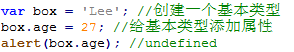 var box = 'Lee'; //创建一个基本类型
box.age = 27; //给基本类型添加属性
alert(box.age); //undefined